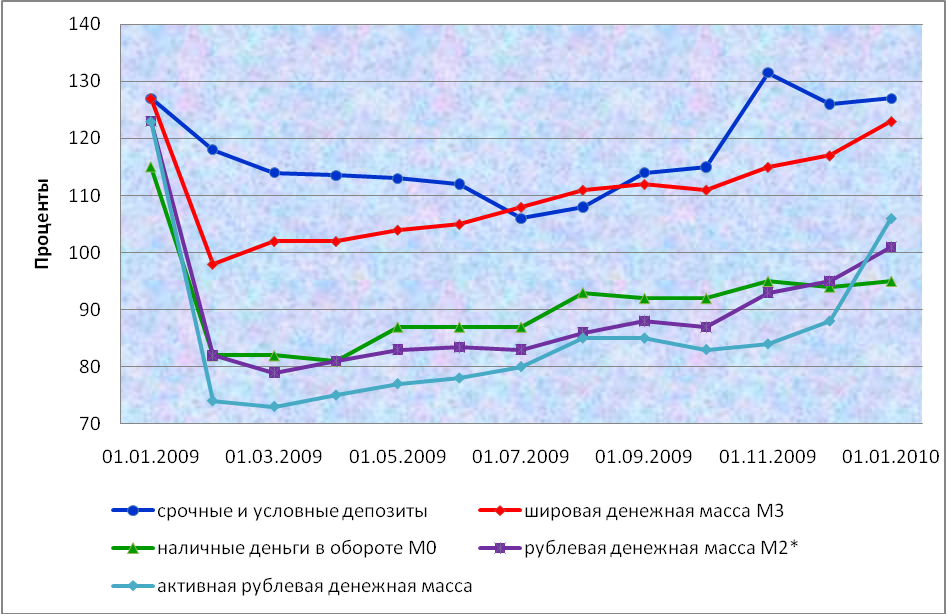 140
130
120
110
100
90
80
70
Проценты
01.01.2009 01.03.2009 01.05.2009 01.07.2009 01.09.2009 01.11.2009 01.01.2010
срочные и условные депозиты
шировая денежная масса М3
наличные деньги в обороте М0
рублевая денежная масса М2*
активная рублевая денежная масса